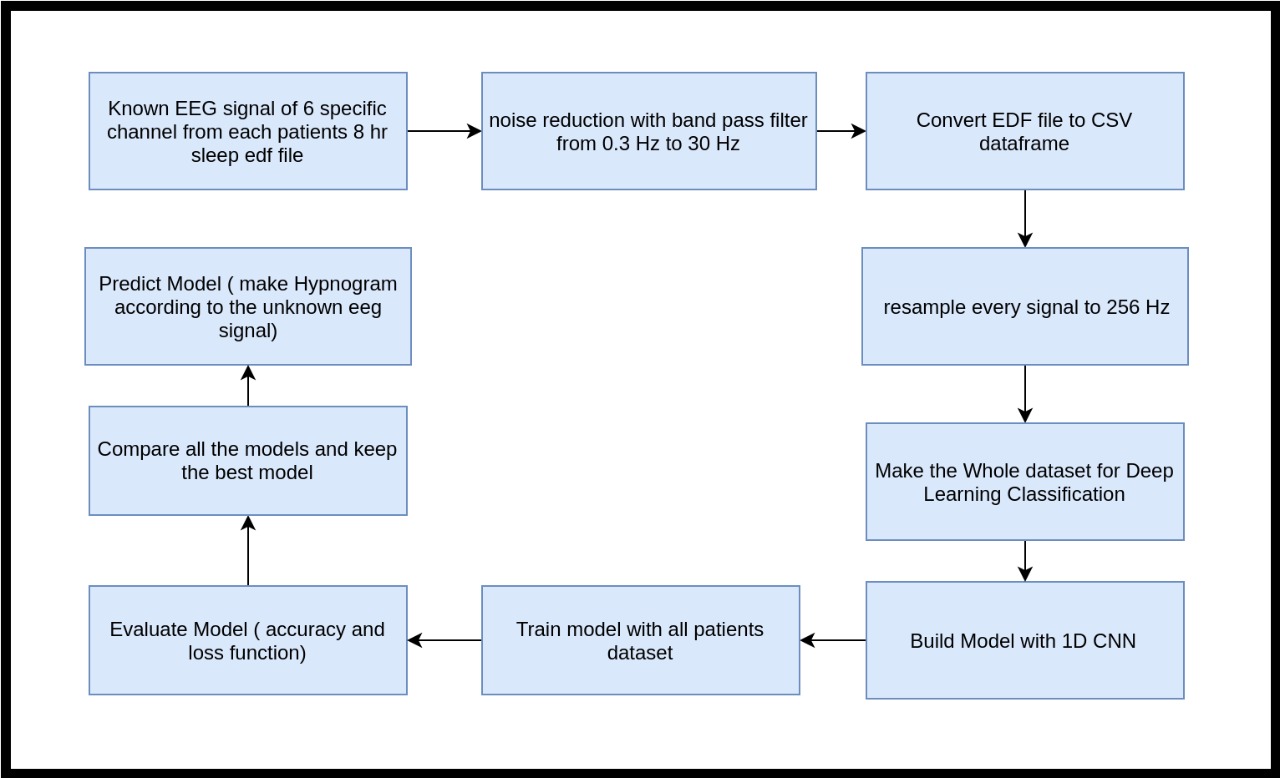 Known EEG signal of 6 specific
channel from each patients 8 hr
sleep edf file
noise reduction with band pass filter
from 0.3 Hz to 30 Hz
Convert EDF file to CSV
dataframe
resample every signal to 256 Hz
Make the Whole dataset for Deep
Learning Classification
Build Model with 1D CNN
Train model with all patients
dataset
Evaluate Model ( accuracy and
loss function)
Compare all the models and keep
the best model
Predict Model ( make Hypnogram
according to the unknown eeg
signal)